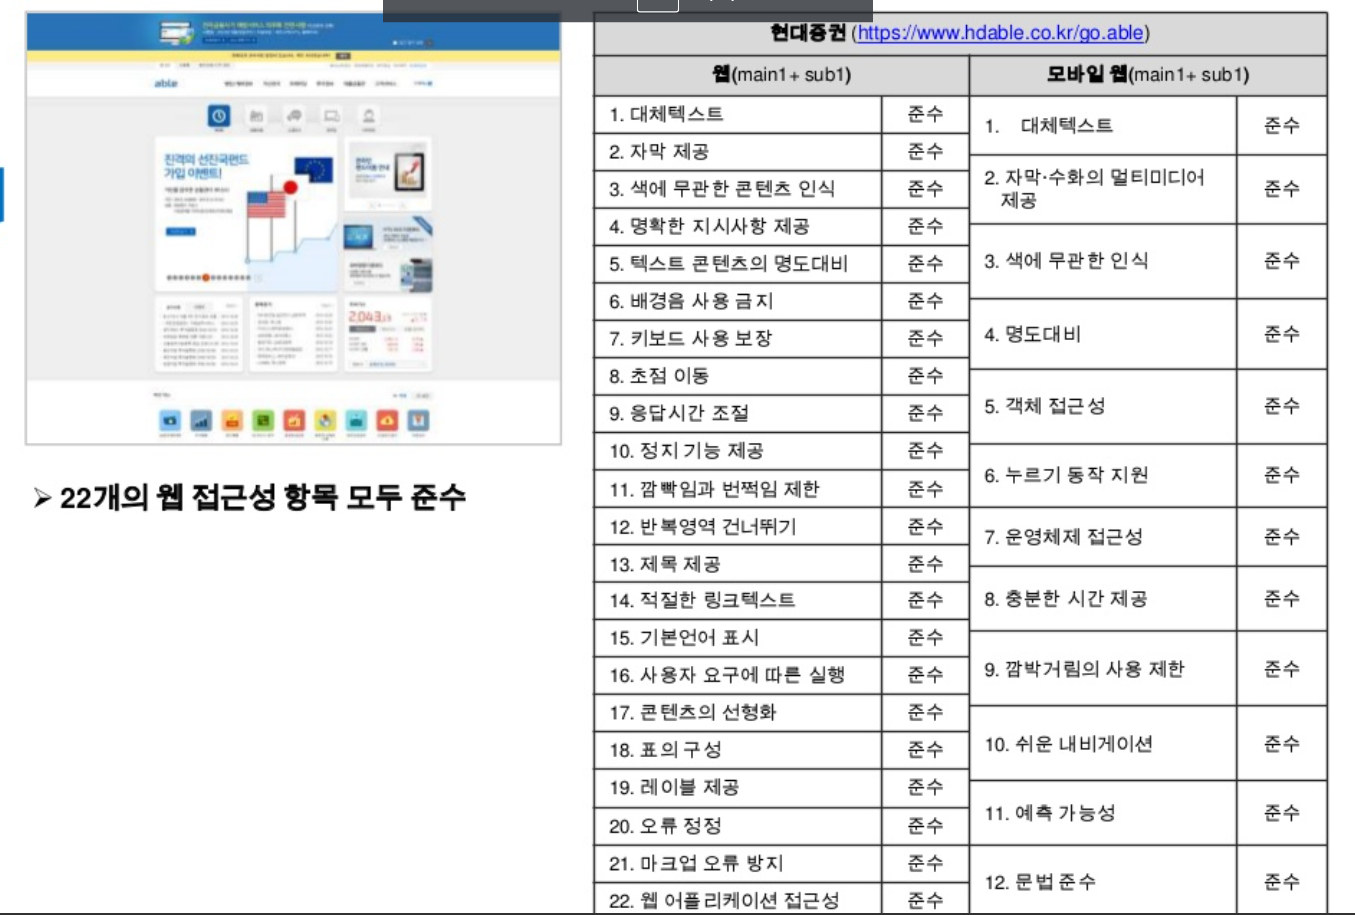 able
진격의 선진국펀드
가입 이벤트!
2,043
➢ 22개의 웹 접근성 항목 모두 준수
현대증권 (https://www.hdable.co.kr/go.able)
웹(main1+ sub1)
모바일 웹(main1+ sub1)
1. 대체텍스트 준수
2. 자막 제공 준수
3. 색에 무관한 콘텐츠 인식 준수
4. 명확한 지시사항 제공 준수
5. 텍스트 콘텐츠의 명도대비 준수
6. 배경음 사용 금지 준수
7. 키보드 사용 보장 준수
8. 초점 이동 준수
9. 응답시간 조절 준수
10. 정지 기능 제공 준수
11. 깜빡임과 번쩍임 제한 준수
12. 반복영역 건너뛰기 준수
13. 제목 제공 준수
14. 적절한 링크텍스트 준수
15. 기본언어 표시 준수
16. 사용자 요구에 따른 실행 준수
17. 콘텐츠의 선형화 준수
18. 표의 구성 준수
19. 레이블 제공 준수
20. 오류 정정 준수
21. 마크업 오류 방지 준수
22. 웹 어플리케이션 접근성 준수
1. 대체텍스트 준수
2. 자막·수화의 멀티미디어
제공 준수
3. 색에 무관한 인식 준수
4. 명도대비 준수
5. 객체 접근성 준수
6. 누르기 동작 지원 준수
7. 운영체제 접근성 준수
8. 충분한 시간 제공 준수
9. 깜박거림의 사용 제한 준수
10. 쉬운 내비게이션 준수
11. 예측 가능성 준수
12. 문법 준수 준수